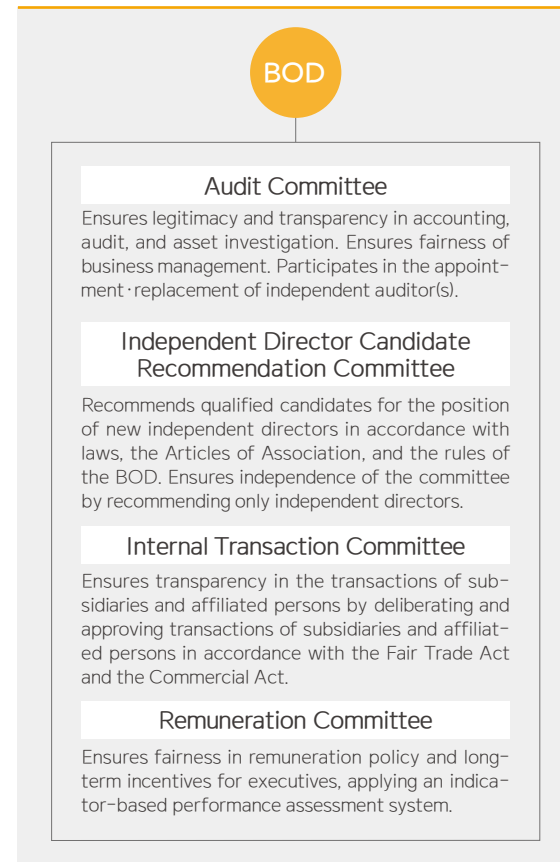 BOD
Audit Committee
Ensures legitimacy and transparency in accounting,
audit, and asset investigation. Ensures fairness of
business management. Participates in the appoint-
ment·replacement of independent auditor(s).
Independent Director Candidate
Recommendation Committee
Recommends qualified candidates for the position
of new independent directors in accordance with
laws, the Articles of Association, and the rules of
the BOD. Ensures independence of the committee
by recommending only independent directors.
Internal Transaction Committee
Ensures transparency in the transactions of sub-
sidiaries and affiliated persons by deliberating and
approving transactions of subsidiaries and affiliat-
ed persons in accordance with the Fair Trade Act
and the Commercial Act.
Remuneration Committee
Ensures fairness in remuneration policy and long-
term incentives for executives, applying an indica-
tor-based performance assessment system.